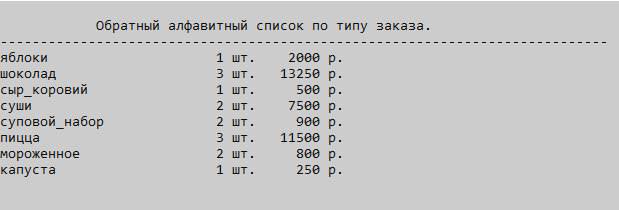 Обратный алфавитный список по типу заказа.
----------------------------------------------------------------------------
яблоки 1 шт. 2000 р.
шоколад 3 шт. 13250 р.
сыр_коровий 1 шт. 500 р.
суши 2 шт. 7500 р.
суповой_набор 2 шт. 900 р.
пицца 3 шт. 11500 р.
мороженное 2 шт. 800 р.
капуста 1 шт. 250 р.